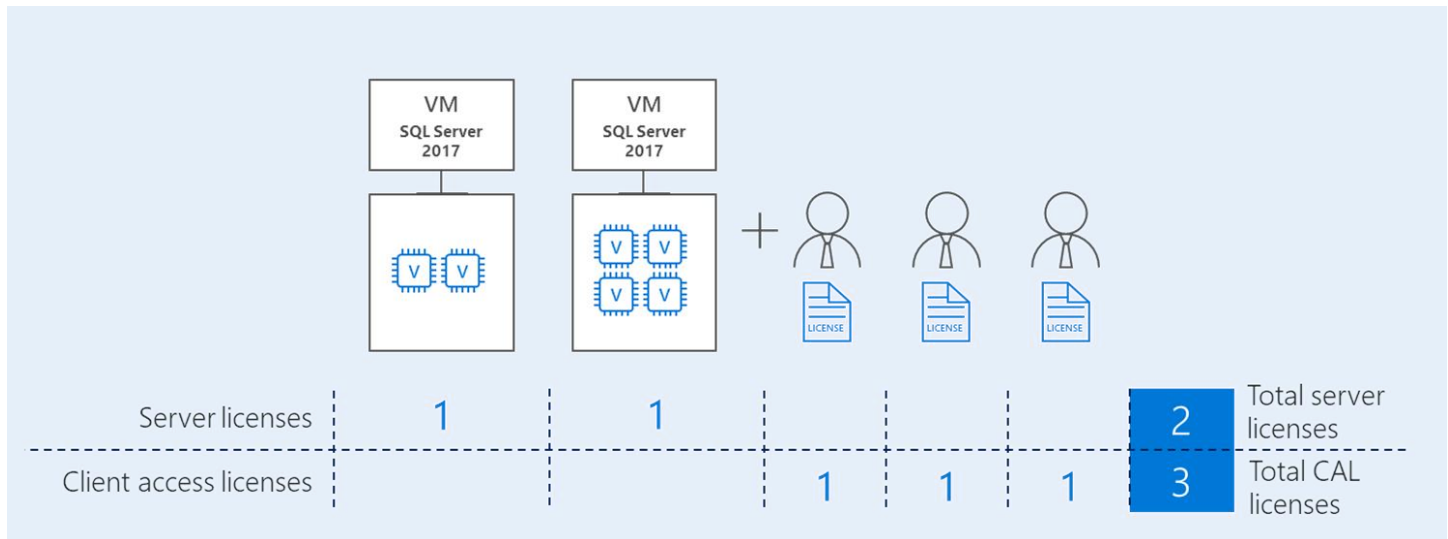 VM
SQL Server
2017
VM
SQL Server
2017
V V
V V
V V
LICENSE LICENSE LICENSE
Server licenses 1 1 2 Total server
licenses
Client access licenses 1 1 1 3 Total CAL
licenses